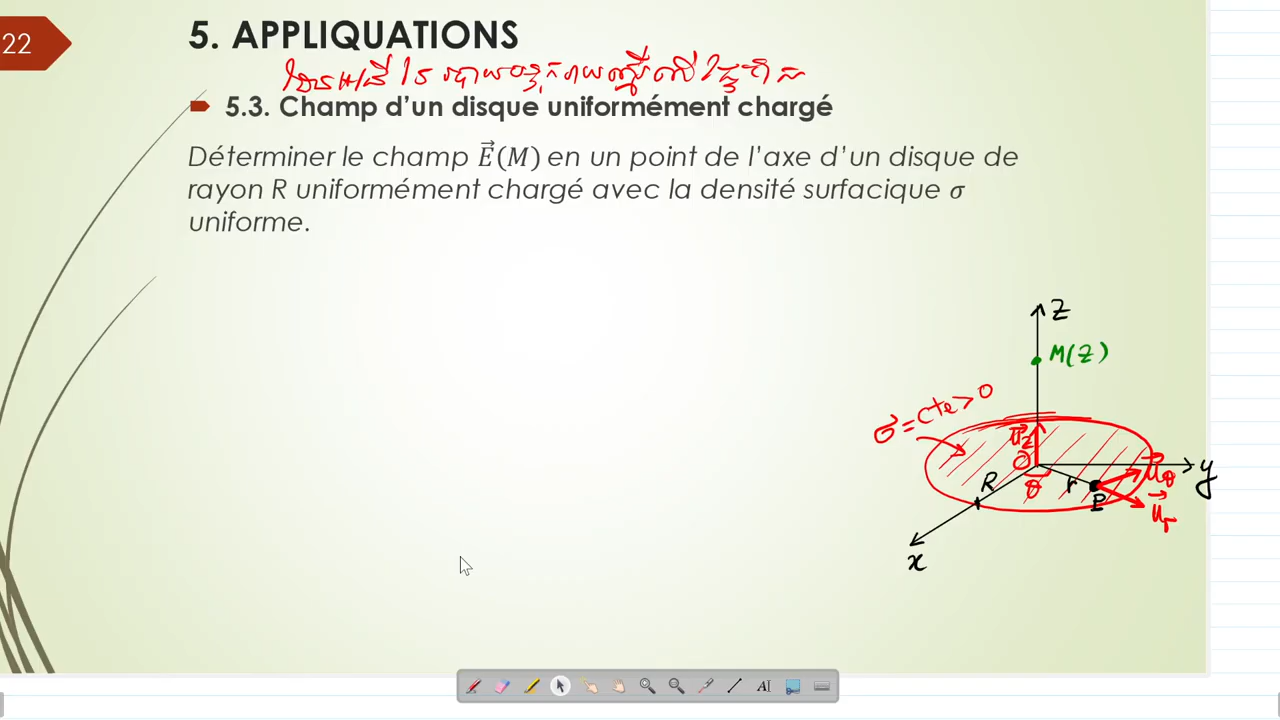 22
5. APPLIQUATIONS
5.3. Champ d'un disque uniformément chargé
Déterminer le champ E⃗(M) en un point de l'axe d'un disque de
rayon R uniformément chargé avec la densité surfacique σ
uniforme.
z
M(z)
σ = cte > 0
u⃗z
O
y
R
θ
r
P
u⃗θ
u⃗r
x
AI